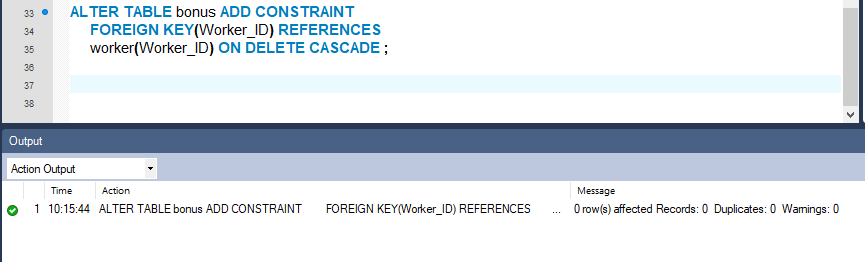 33 ALTER TABLE bonus ADD CONSTRAINT
34 FOREIGN KEY(Worker_ID) REFERENCES
35 worker(Worker_ID) ON DELETE CASCADE ;
36
37
38
Output
Action Output
Time Action Message
1 10:15:44 ALTER TABLE bonus ADD CONSTRAINT FOREIGN KEY(Worker_ID) REFERENCES ... 0 row(s) affected Records: 0 Duplicates: 0 Warnings: 0